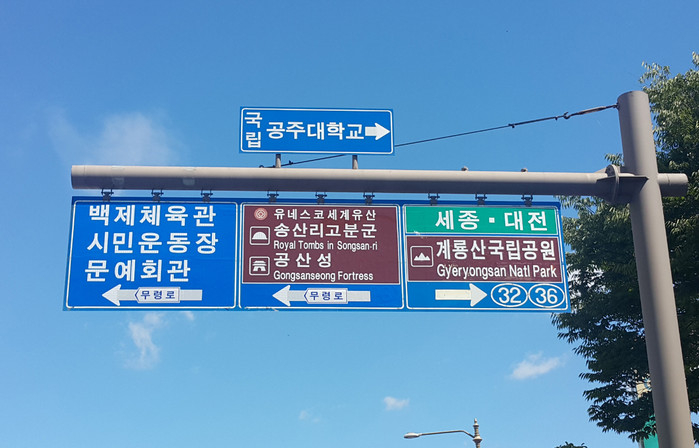 국립 공주대학교
백제체육관
시민운동장
문예회관
무령로
유네스코세계유산
송산리고분군
Royal Tombs in Songsan-ri
공산성
Gongsanseong Fortress
무령로
세종·대전
계룡산국립공원
Gyeryongsan Natl Park
32 36